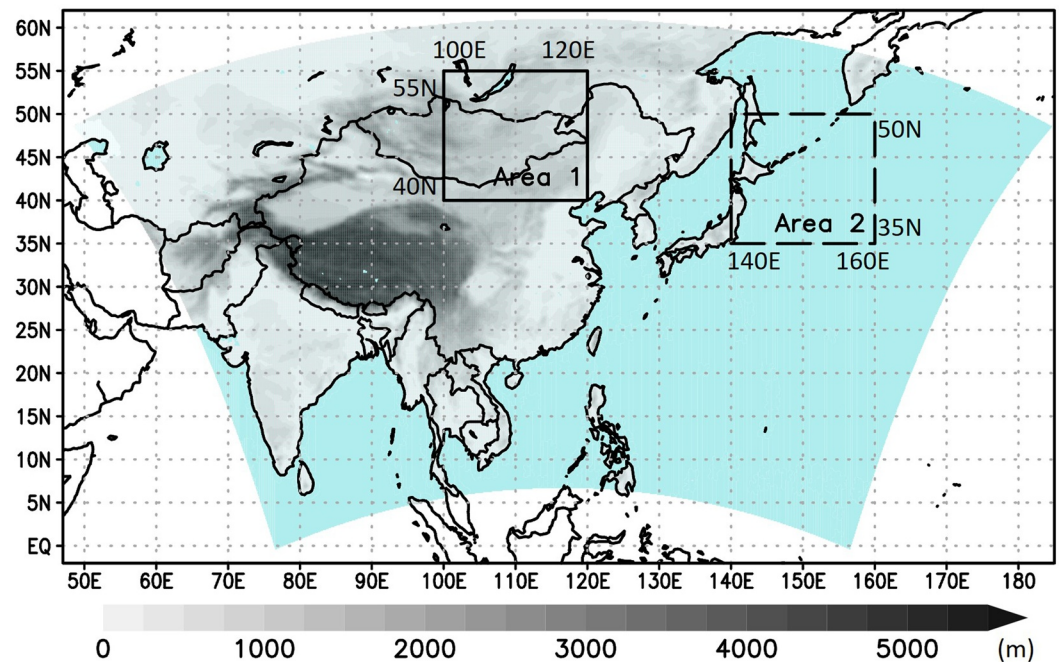 60N
100E 120E
55N
55N
50N
50N
45N
40N
40N
Area 1
35N
Area 2
35N
140E 160E
30N
25N
20N
15N
10N
5N
EQ
50E 60E 70E 80E 90E 100E 110E 120E 130E 140E 150E 160E 170E 180
0 1000 2000 3000 4000 5000 (m)